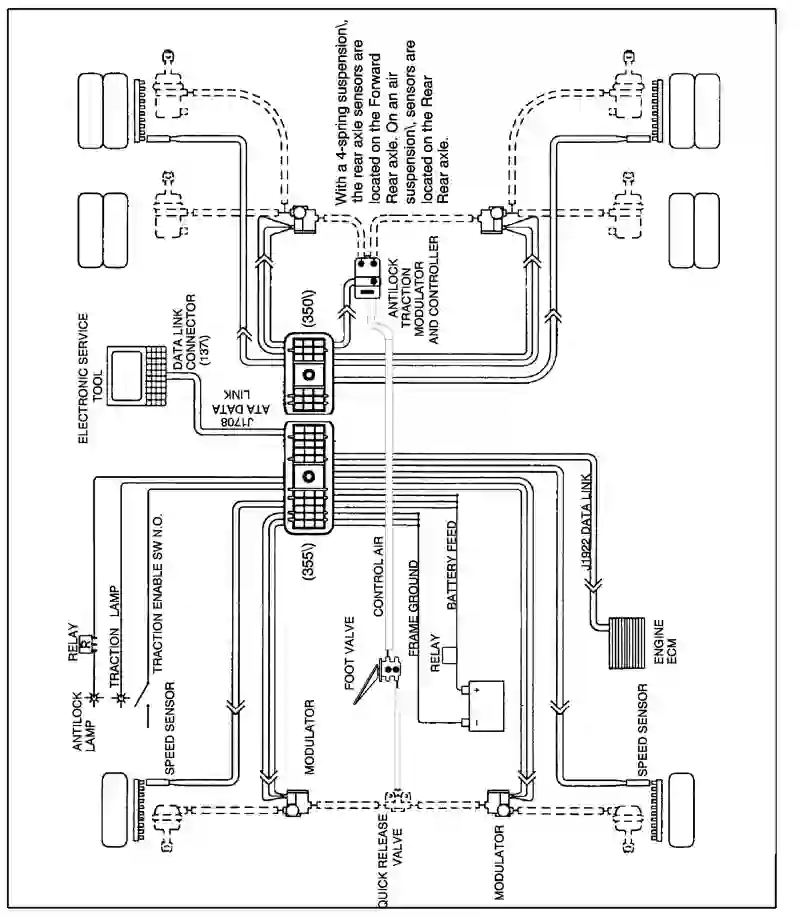 With a 4-spring suspension\,
the rear axle sensors are
located on the Forward
Rear axle. On an air
suspension\, sensors are
located on the Rear
Rear axle.
ELECTRONIC SERVICE
TOOL
DATA LINK
CONNECTOR
(137\)
J1708
ATA DATA
LINK
(350\)
ANTILOCK
TRACTION
MODULATOR
AND CONTROLLER
(355\)
RELAY
R
ANTILOCK
LAMP
TRACTION LAMP
TRACTION ENABLE SW N.O.
SPEED SENSOR
MODULATOR
FOOT VALVE
CONTROL AIR
FRAME GROUND
RELAY
BATTERY FEED
+
-
J1922 DATA LINK
ENGINE
ECM
SPEED SENSOR
QUICK RELEASE
VALVE
MODULATOR